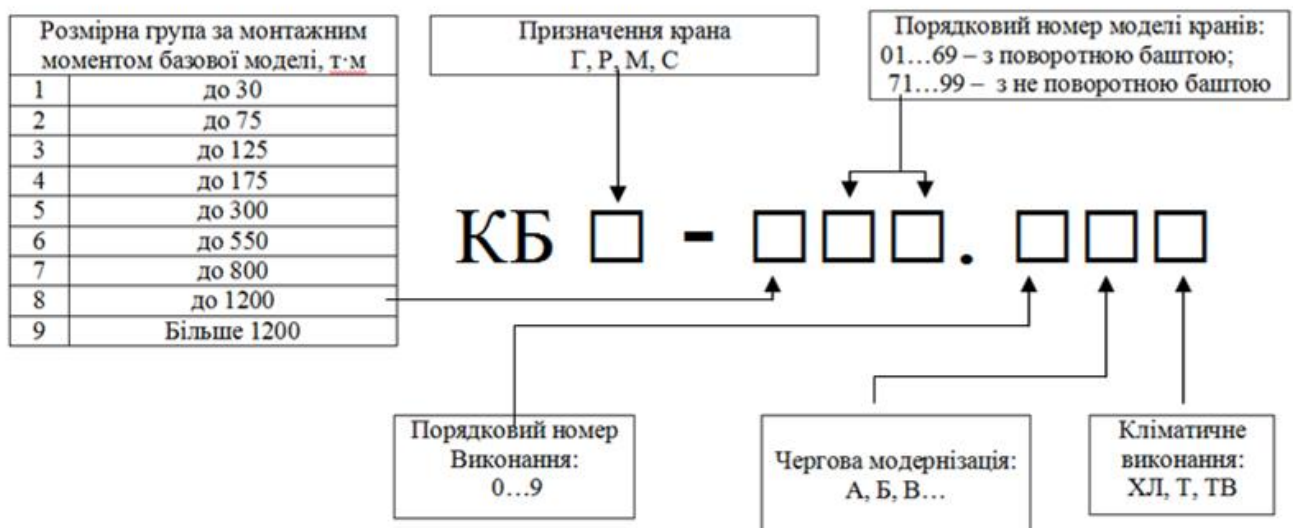 Розмірна група за монтажним
моментом базової моделі, т·м
1 до 30
2 до 75
3 до 125
4 до 175
5 до 300
6 до 550
7 до 800
8 до 1200
9 Більше 1200
Призначення крана
Г, Р, М, С
Порядковий номер моделі кранів:
01...69 – з поворотною баштою;
71...99 – з не поворотною баштою
КБ □ - □□□. □□□
Порядковий номер
Виконання:
0...9
Чергова модернізація:
А, Б, В...
Кліматичне
виконання:
ХЛ, Т, ТВ